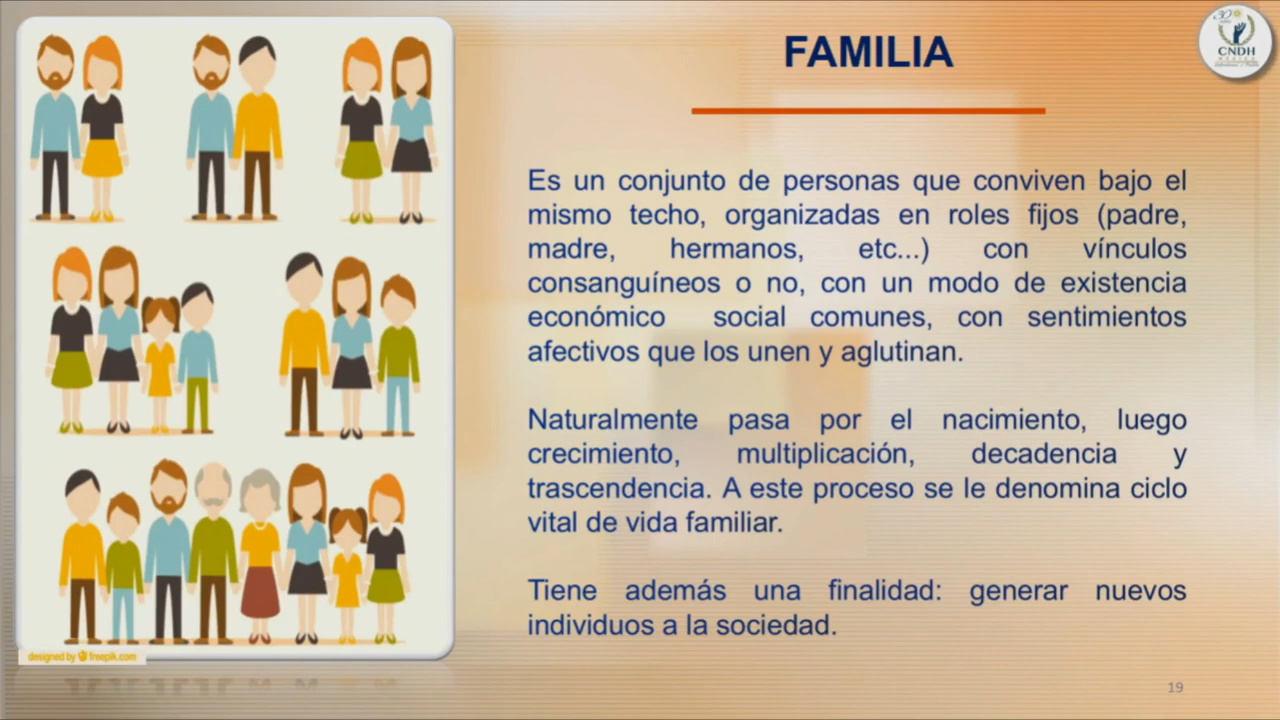 FAMILIA
CNDH
Es un conjunto de personas que conviven bajo el
mismo techo, organizadas en roles fijos (padre,
madre, hermanos, etc...) con vínculos
consanguíneos o no, con un modo de existencia
económico social comunes, con sentimientos
afectivos que los unen y aglutinan.
Naturalmente pasa por el nacimiento, luego
crecimiento, multiplicación, decadencia y
trascendencia. A este proceso se le denomina ciclo
vital de vida familiar.
Tiene además una finalidad: generar nuevos
individuos a la sociedad.
designed by freepik.com
19